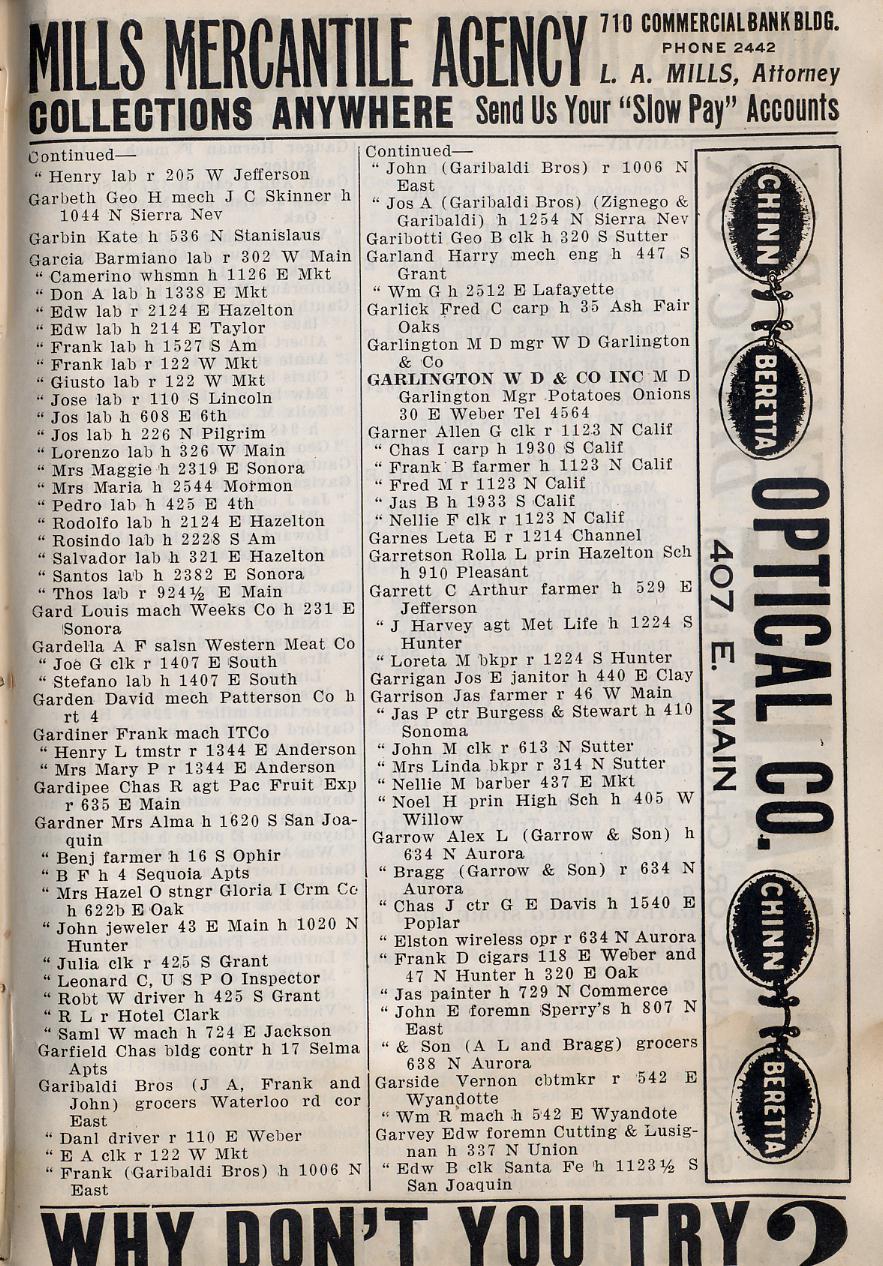 MILLS MERCANTILE AGENCY
710 COMMERCIAL BANK BLDG.
PHONE 2442
L. A. MILLS, Attorney
COLLECTIONS ANYWHERE Send Us Your "Slow Pay" Accounts
Continued—
“ Henry lab r 205 W Jefferson
Garbeth Geo H mech J C Skinner h
1044 N Sierra Nev
Garbin Kate h 536 N Stanislaus
Garcia Barmiano lab r 302 W Main
“ Camerino whsmn h 1126 E Mkt
“ Don A lab h 1338 E Mkt
“ Edw lab r 2124 E Hazelton
“ Edw lab h 214 E Taylor
“ Frank lab h 1527 S Am
“ Frank lab r 122 W Mkt
“ Giusto lab r 122 W Mkt
“ Jose lab r 110 S Lincoln
“ Jos lab h 608 E 6th
“ Jos lab h 226 N Pilgrim
“ Lorenzo lab h 326 W Main
“ Mrs Maggie h 2319 E Sonora
“ Mrs Maria h 2544 Mormon
“ Pedro lab h 425 E 4th
“ Rodolfo lab h 2124 E Hazelton
“ Rosindo lab h 2228 S Am
“ Salvador lab h 321 E Hazelton
“ Santos lab h 2382 E Sonora
“ Thos lab r 924½ E Main
Gard Louis mach Weeks Co h 231 E
Sonora
Gardella A F salsn Western Meat Co
“ Joe G clk r 1407 E South
“ Stefano lab h 1407 E South
Garden David mech Patterson Co h
rt 4
Gardiner Frank mach ITCo
“ Henry L tmstr r 1344 E Anderson
“ Mrs Mary P r 1344 E Anderson
Gardipee Chas R agt Pac Fruit Exp
r 635 E Main
Gardner Mrs Alma h 1620 S San Joa-
quin
“ Benj farmer h 16 S Ophir
“ B F h 4 Sequoia Apts
“ Mrs Hazel O stngr Gloria I Crm Co
h 622b E Oak
“ John jeweler 43 E Main h 1020 N
Hunter
“ Julia clk r 425 S Grant
“ Leonard C, U S P O Inspector
“ Robt W driver h 425 S Grant
“ R L r Hotel Clark
“ Saml W mach h 724 E Jackson
Garfield Chas bldg contr h 17 Selma
Apts
Garibaldi Bros (J A, Frank and
John) grocers Waterloo rd cor
East
“ Danl driver r 110 E Weber
“ E A clk r 122 W Mkt
“ Frank (Garibaldi Bros) h 1006 N
East
Continued—
“ John (Garibaldi Bros) r 1006 N
East
“ Jos A (Garibaldi Bros) (Zignego &
Garibaldi) h 1254 N Sierra Nev
Garibotti Geo B clk h 320 S Sutter
Garland Harry mech eng h 447 S
Grant
“ Wm G h 2512 E Lafayette
Garlick Fred C carp h 35 Ash Fair
Oaks
Garlington M D mgr W D Garlington
& Co
GARLINGTON W D & CO INC M D
Garlington Mgr Potatoes Onions
30 E Weber Tel 4564
Garner Allen G clk r 1123 N Calif
“ Chas I carp h 1930 S Calif
“ Frank B farmer h 1123 N Calif
“ Fred M r 1123 N Calif
“ Jas B h 1933 S Calif
“ Nellie F clk r 1123 N Calif
Garnes Leta E r 1214 Channel
Garretson Rolla L prin Hazelton Sch
h 910 Pleasant
Garrett C Arthur farmer h 529 E
Jefferson
“ J Harvey agt Met Life h 1224 S
Hunter
“ Loreta M bkpr r 1224 S Hunter
Garrigan Jos E janitor h 440 E Clay
Garrison Jas farmer r 46 W Main
“ Jas P ctr Burgess & Stewart h 410
Sonoma
“ John M clk r 613 N Sutter
“ Mrs Linda bkpr r 314 N Sutter
“ Nellie M barber 437 E Mkt
“ Noel H prin High Sch h 405 W
Willow
Garrow Alex L (Garrow & Son) h
634 N Aurora
“ Bragg (Garrow & Son) r 634 N
Aurora
“ Chas J ctr G E Davis h 1540 E
Poplar
“ Elston wireless opr r 634 N Aurora
“ Frank D cigars 118 E Weber and
47 N Hunter h 320 E Oak
“ Jas painter h 729 N Commerce
“ John E foremn Sperry's h 807 N
East
“ & Son (A L and Bragg) grocers
638 N Aurora
Garside Vernon cbtmkr r 542 E
Wyandotte
“ Wm R mach h 542 E Wyandote
Garvey Edw foremn Cutting & Lusig-
nan h 337 N Union
“ Edw B clk Santa Fe h 1123½ S
San Joaquin
CHINN BERETTA
OPTICAL CO.
407 E. MAIN
CHINN BERETTA
WHY DON'T YOU TRY?